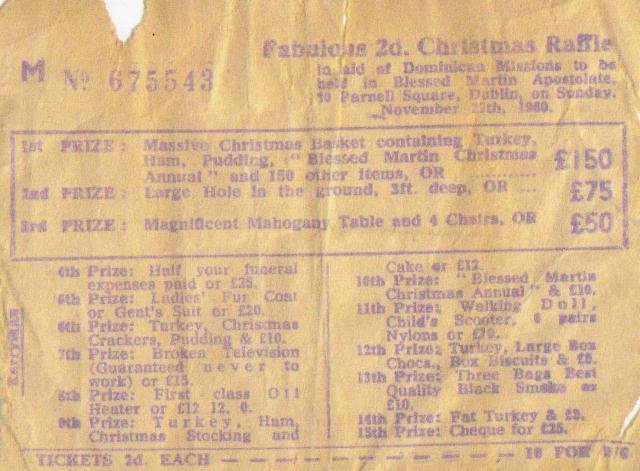 Fabulous 2d. Christmas Raffle
M Nº 675543
in aid of Dominican Missions to be
held in Blessed Martin Apostolate,
10 Parnell Square, Dublin, on Sunday.
November 27th, 1960.
1st PRIZE: Massive Christmas Basket containing Turkey,
Ham, Pudding, "Blessed Martin Christmas
Annual" and 150 other items, OR ........... £150
2nd PRIZE: Large Hole in the ground, 3ft. deep, OR ... £75
3rd PRIZE: Magnificent Mahogany Table and 4 Chairs, OR £50
4th Prize: Half your funeral
expenses paid or £25.
5th Prize: Ladies' Fur Coat
or Gent's Suit or £20.
6th Prize: Turkey, Christmas
Crackers, Pudding & £10.
7th Prize: Broken Television
(Guaranteed never to
work) or £15.
8th Prize: First-class Oil
Heater or £12 12. 0.
9th Prize: Turkey, Ham,
Christmas Stocking and
Cake or £12.
10th Prize: "Blessed Martin
Christmas Annual" & £10.
11th Prize: Walking Doll,
Child's Scooter, 6 pairs
Nylons or
12th Prize: Turkey, Large Box
Chocs., Box Biscuits & £5.
13th Prize: Three Bags Best
Quality Black Smoke or
£10.
14th Prize: Fat Turkey &
15th Prize: Cheque for £25.
TICKETS 2d. EACH – – – – – – – – – – – – – 16 FOR 2/6